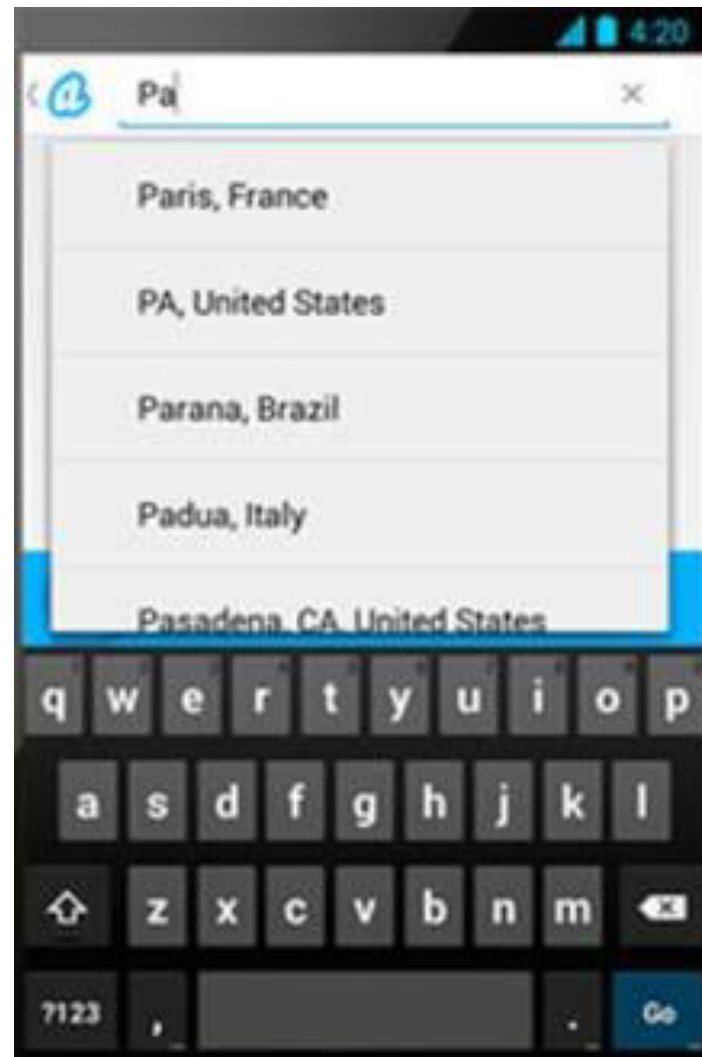 4:20
Pa
Paris, France
PA, United States
Parana, Brazil
Padua, Italy
Pasadena, CA, United States
q w e r t y u i o p
a s d f g h j k l
z x c v b n m
?123 , . Go